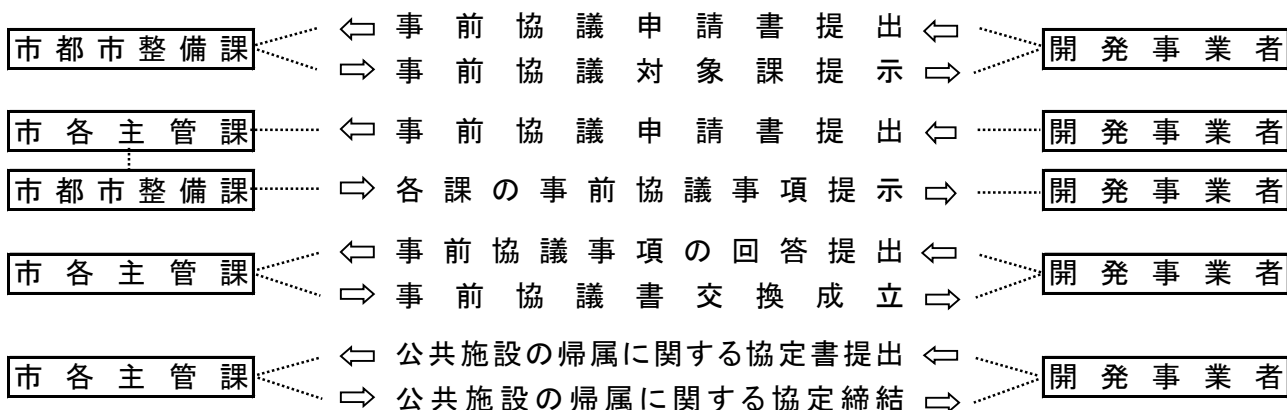 ⇦ 事前協議申請書提出 ⇦
市都市整備課 開発事業者
⇨ 事前協議対象課提示 ⇨
市各主管課 ⇦ 事前協議申請書提出 ⇦ 開発事業者
市都市整備課 ⇨ 各課の事前協議事項提示 ⇨ 開発事業者
⇦ 事前協議事項の回答提出 ⇦
市各主管課 開発事業者
⇨ 事前協議書交換成立 ⇨
⇦ 公共施設の帰属に関する協定書提出 ⇦
市各主管課 開発事業者
⇨ 公共施設の帰属に関する協定締結 ⇨